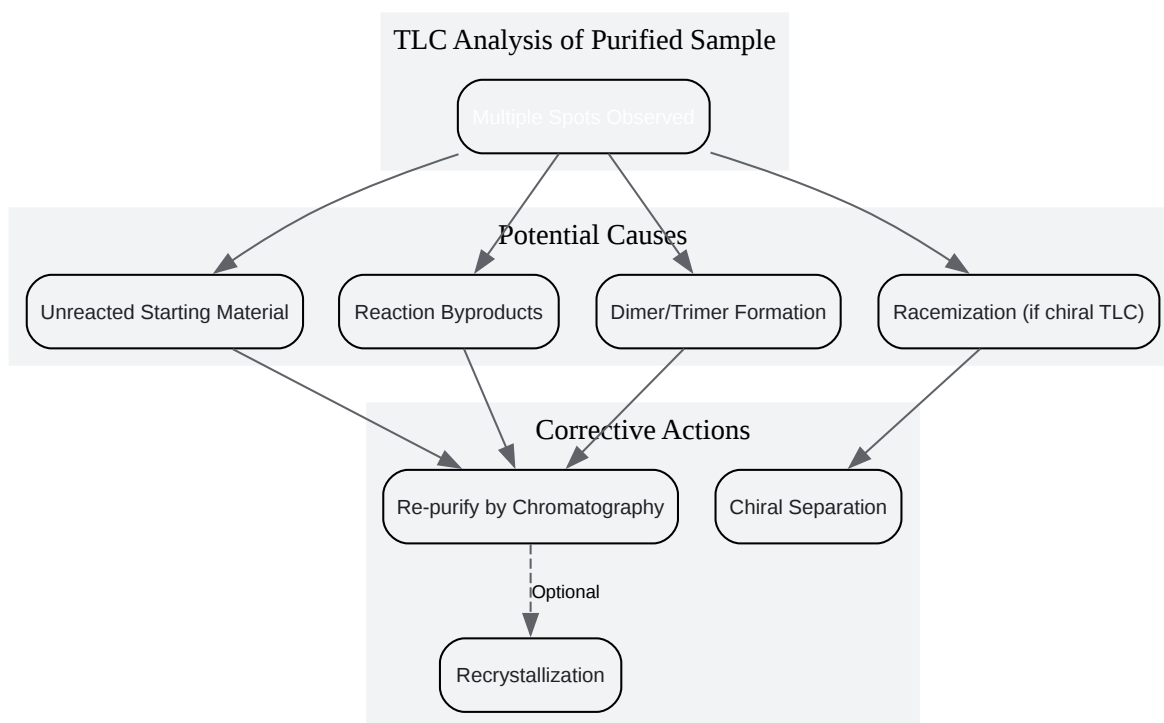 TLC Analysis of Purified Sample
Multiple Spots Observed
Potential Causes
Unreacted Starting Material
Reaction Byproducts
Dimer/Trimer Formation
Racemization (if chiral TLC)
Corrective Actions
Re-purify by Chromatography
Chiral Separation
Optional
Recrystallization